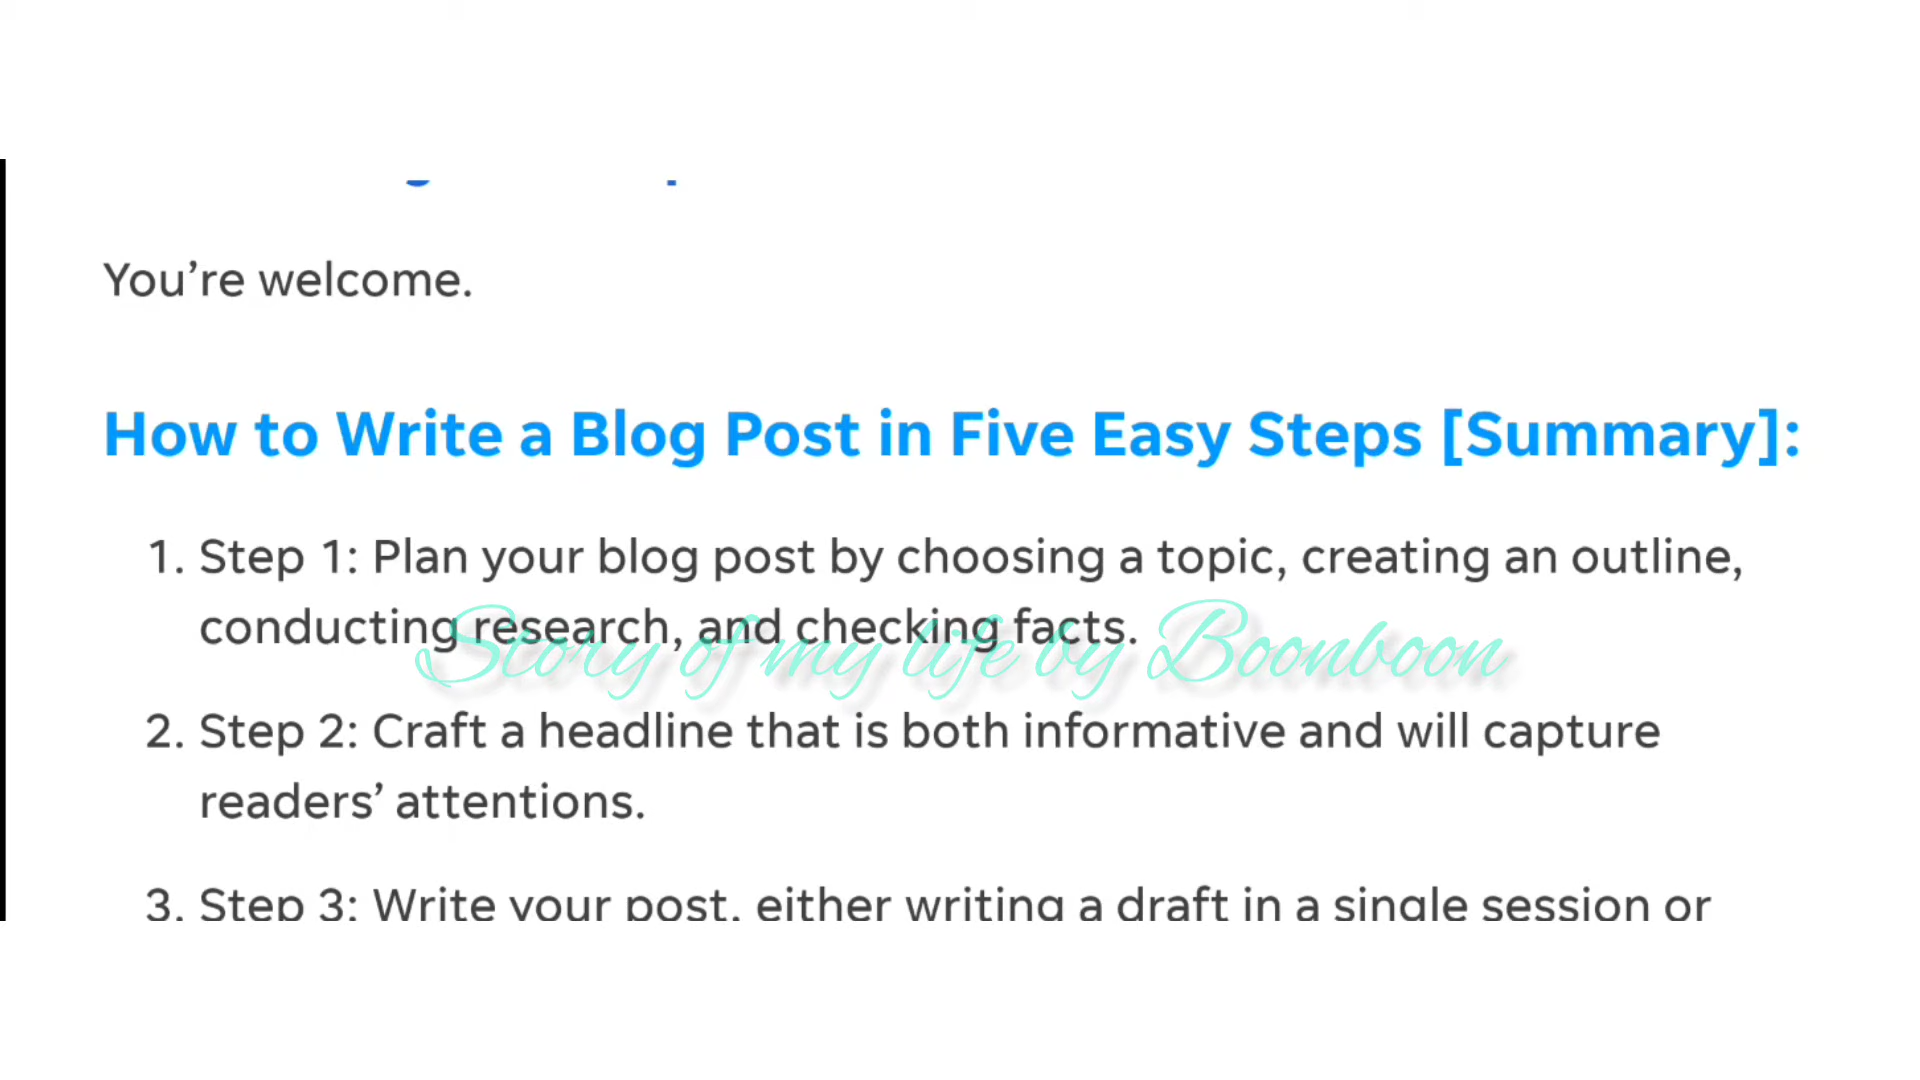 You’re welcome.
How to Write a Blog Post in Five Easy Steps [Summary]:
1. Step 1: Plan your blog post by choosing a topic, creating an outline,
conducting research, and checking facts.
Story of my life by Boonboon
2. Step 2: Craft a headline that is both informative and will capture
readers’ attentions.
3. Step 3: Write your post, either writing a draft in a single session or